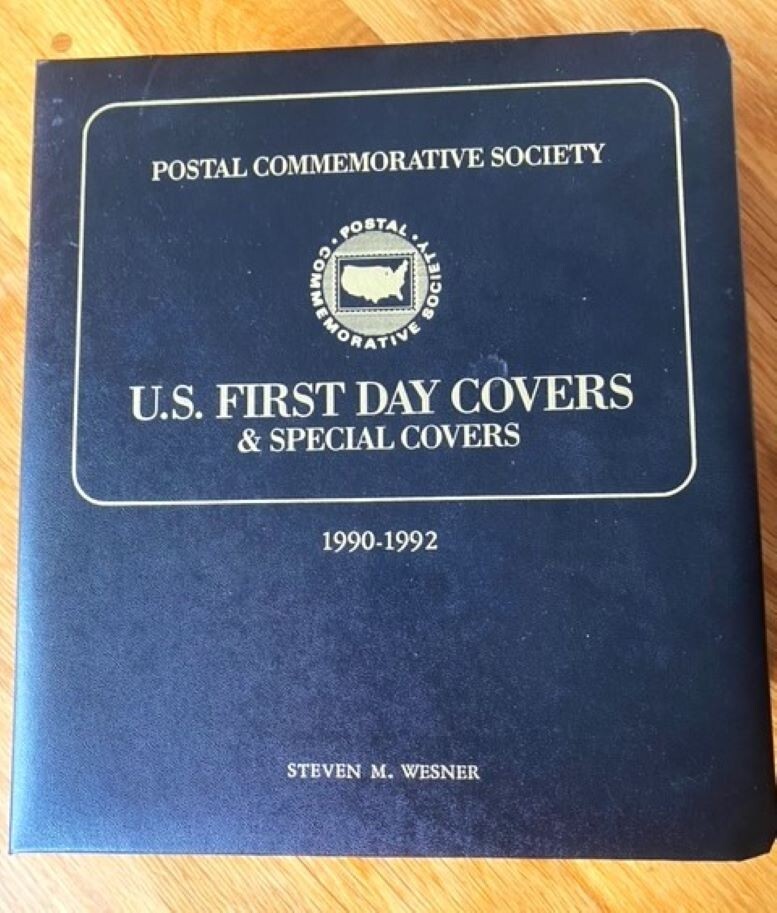 POSTAL COMMEMORATIVE SOCIETY
• POSTAL •
COMMEMORATIVE SOCIETY
U.S. FIRST DAY COVERS
& SPECIAL COVERS
1990-1992
STEVEN M. WESNER